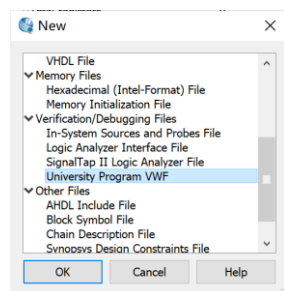 New
VHDL File
Memory Files
Hexadecimal (Intel-Format) File
Memory Initialization File
Verification/Debugging Files
In-System Sources and Probes File
Logic Analyzer Interface File
SignalTap II Logic Analyzer File
University Program VWF
Other Files
AHDL Include File
Block Symbol File
Chain Description File
Synopsys Design Constraints File
OK
Cancel
Help